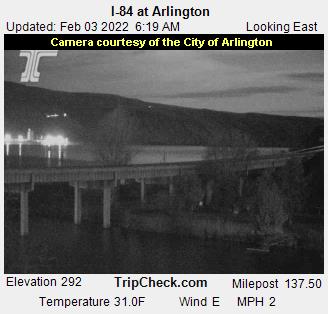 I-84 at Arlington
Updated: Feb 03 2022 6:19 AM Looking East
Camera courtesy of the City of Arlington
Elevation 292 TripCheck.com Milepost 137.50
Temperature 31.0F Wind E MPH 2